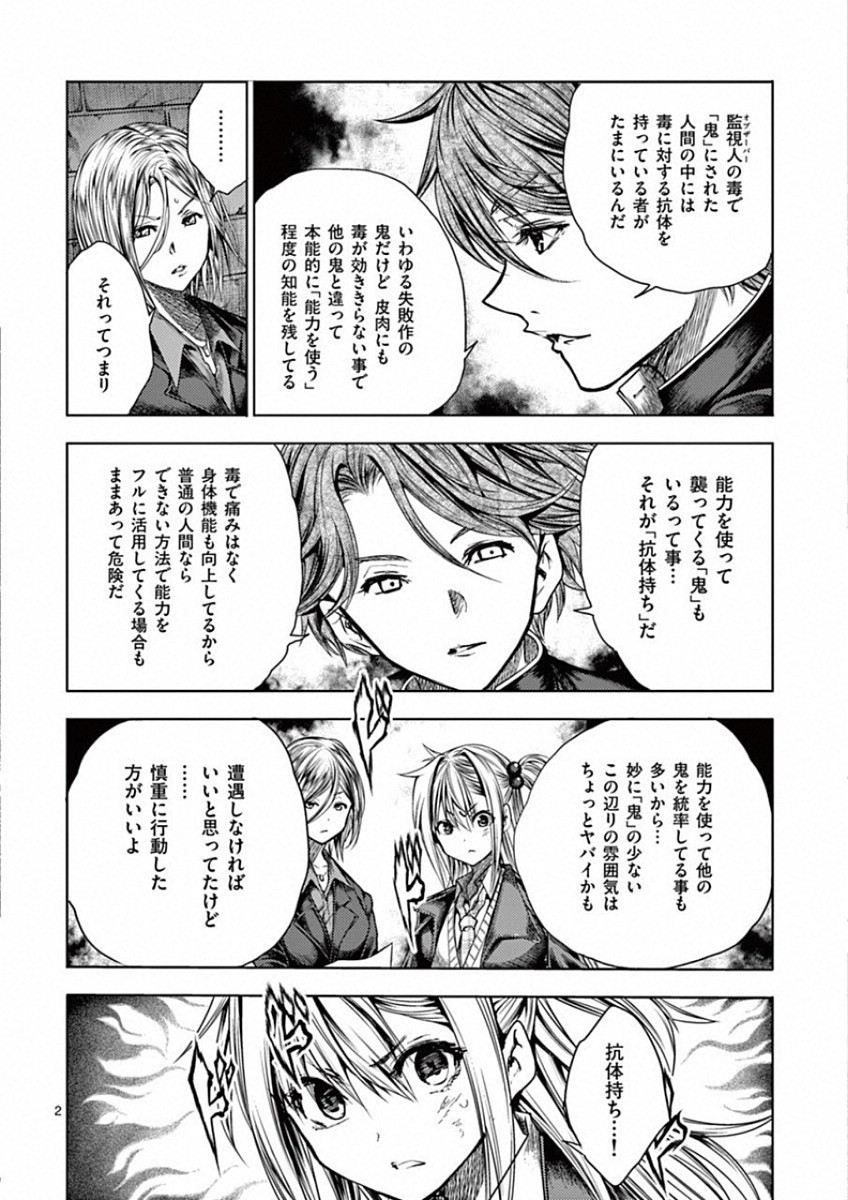 監視人の毒で
オブザーバー
「鬼」にされた
人間の中には
毒に対する抗体を
持っている者が
たまにいるんだ
いわゆる失敗作の
鬼だけど 皮肉にも
毒が効ききらない事で
他の鬼と違って
本能的に「能力を使う」
程度の知能を残してる
………
それってつまり
能力を使って
襲ってくる「鬼」も
いるって事…
それが「抗体持ち」だ
毒で痛みはなく
身体機能も向上してるから
普通の人間なら
できない方法で能力を
フルに活用してくる場合も
ままあって危険だ
能力を使って他の
鬼を統率してる事も
多いから…
妙に「鬼」の少ない
この辺りの雰囲気は
ちょっとヤバイかも
遭遇しなければ
いいと思ってたけど
……
慎重に行動した
方がいいよ
抗体持ち…!
2